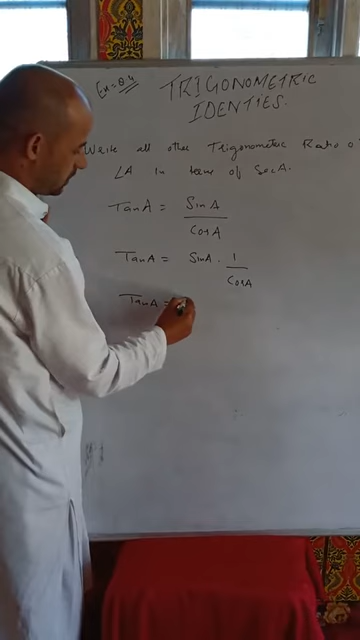 Ex = 8.4
TRIGONOMETRIC
IDENTIES.
Write all other Trigonometric Ratio o
∠A in term of SecA.
TanA = SinA / CosA
TanA = SinA . 1 / CosA
TanA =